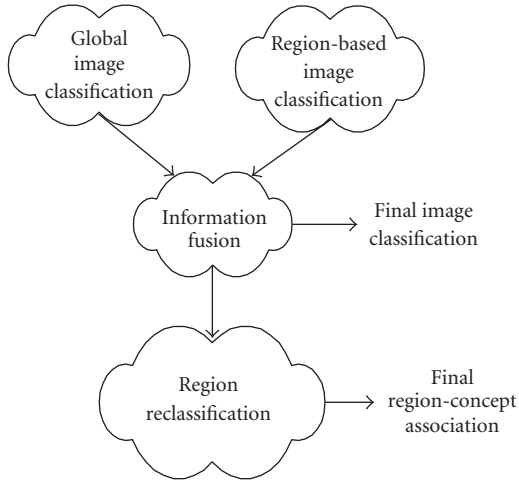 Global
image
classification
Region-based
image
classification
Information
fusion
Final image
classification
Region
reclassification
Final
region-concept
association